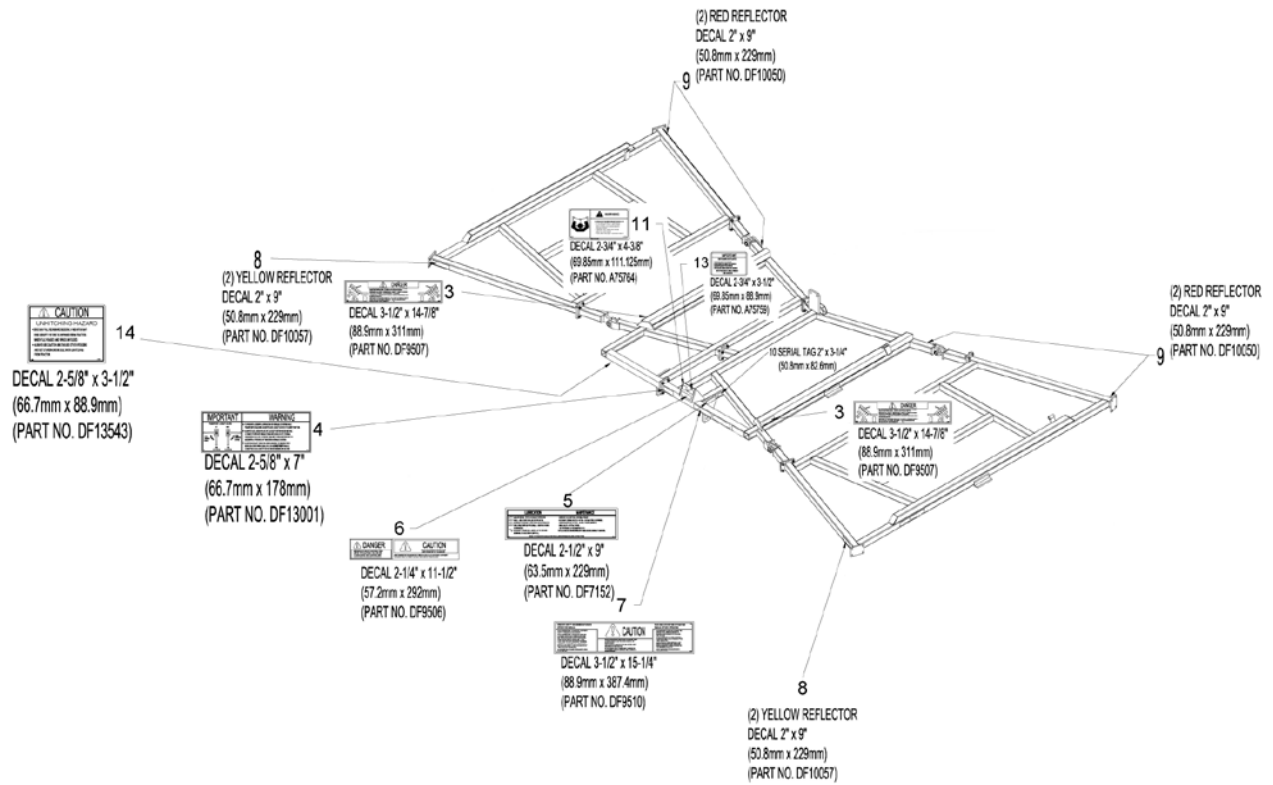 (2) RED REFLECTOR
DECAL 2" x 9"
(50.8mm x 229mm)
(PART NO. DF10050)
9
11
DECAL 2-3/4" x 4-3/8"
(69.85mm x 111.125mm)
(PART NO. A75764)
13
DECAL 2-3/4" x 3-1/2"
(69.85mm x 88.9mm)
(PART NO. A75759)
8
(2) YELLOW REFLECTOR
DECAL 2" x 9"
(50.8mm x 229mm)
(PART NO. DF10057)
3
DECAL 3-1/2" x 14-7/8"
(88.9mm x 311mm)
(PART NO. DF9507)
(2) RED REFLECTOR
DECAL 2" x 9"
(50.8mm x 229mm)
(PART NO. DF10050)
9
CAUTION
UNHITCHING HAZARD
14
DECAL 2-5/8" x 3-1/2"
(66.7mm x 88.9mm)
(PART NO. DF13543)
10 SERIAL TAG 2" x 3-1/4"
(50.8mm x 82.6mm)
IMPORTANT WARNING
4
DECAL 2-5/8" x 7"
(66.7mm x 178mm)
(PART NO. DF13001)
3
DANGER
DECAL 3-1/2" x 14-7/8"
(88.9mm x 311mm)
(PART NO. DF9507)
5
LUBRICATION MAINTENANCE
DECAL 2-1/2" x 9"
(63.5mm x 229mm)
(PART NO. DF7152)
6
DANGER CAUTION
DECAL 2-1/4" x 11-1/2"
(57.2mm x 292mm)
(PART NO. DF9506)
7
CAUTION
DECAL 3-1/2" x 15-1/4"
(88.9mm x 387.4mm)
(PART NO. DF9510)
8
(2) YELLOW REFLECTOR
DECAL 2" x 9"
(50.8mm x 229mm)
(PART NO. DF10057)